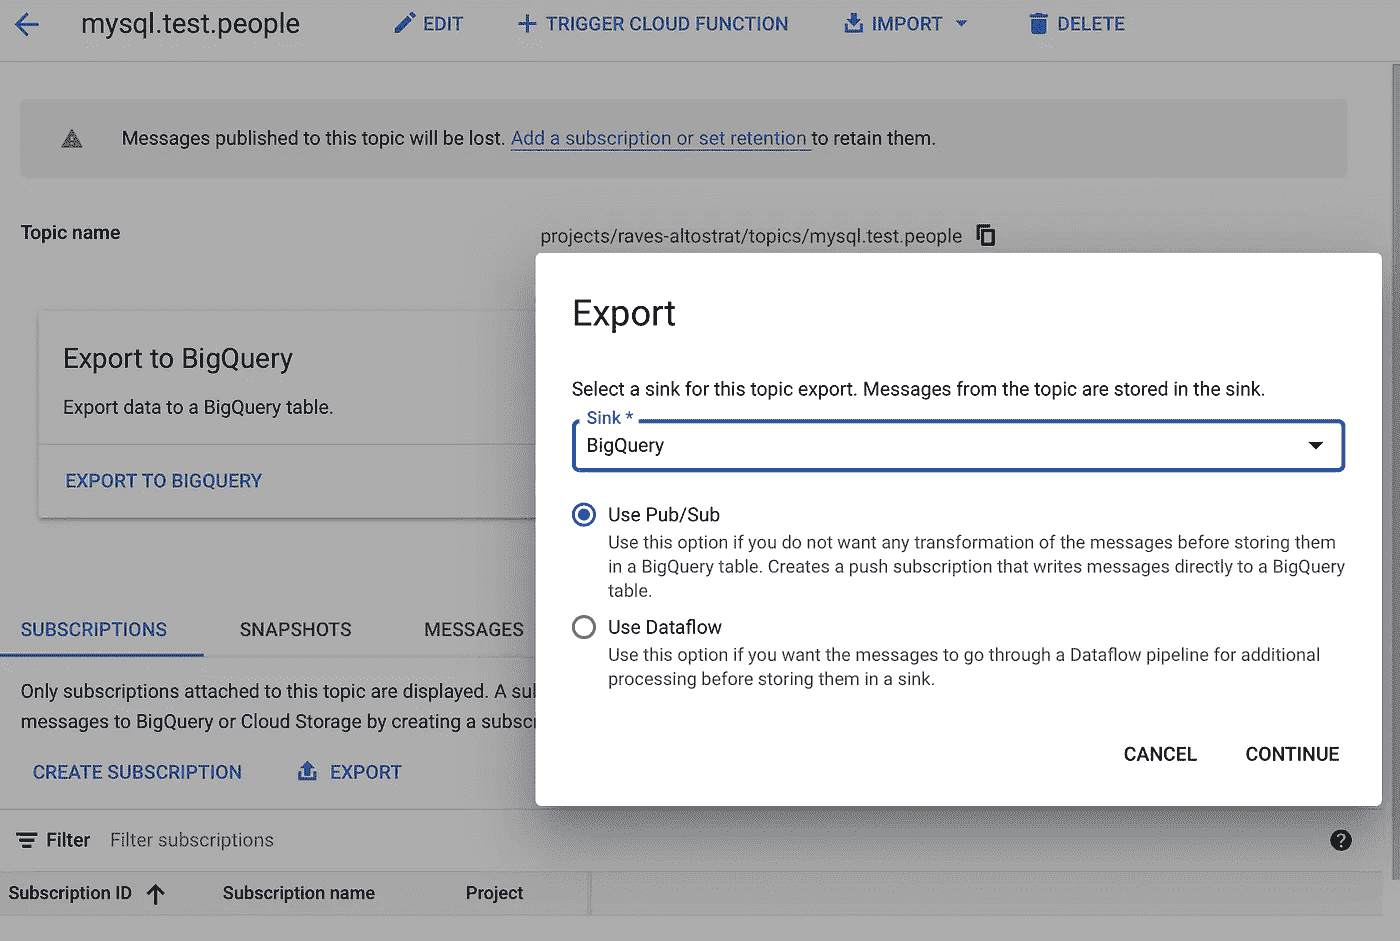 mysql.test.people
EDIT
TRIGGER CLOUD FUNCTION
IMPORT
DELETE
Messages published to this topic will be lost. Add a subscription or set retention to retain them.
Topic name
projects/raves-altostrat/topics/mysql.test.people
Export to BigQuery
Export data to a BigQuery table.
EXPORT TO BIGQUERY
SUBSCRIPTIONS
SNAPSHOTS
MESSAGES
Only subscriptions attached to this topic are displayed. A su
messages to BigQuery or Cloud Storage by creating a subsc
CREATE SUBSCRIPTION
EXPORT
Filter Filter subscriptions
?
Subscription ID
Subscription name
Project
Export
Select a sink for this topic export. Messages from the topic are stored in the sink.
Sink *
BigQuery
Use Pub/Sub
Use this option if you do not want any transformation of the messages before storing them
in a BigQuery table. Creates a push subscription that writes messages directly to a BigQuery
table.
Use Dataflow
Use this option if you want the messages to go through a Dataflow pipeline for additional
processing before storing them in a sink.
CANCEL
CONTINUE